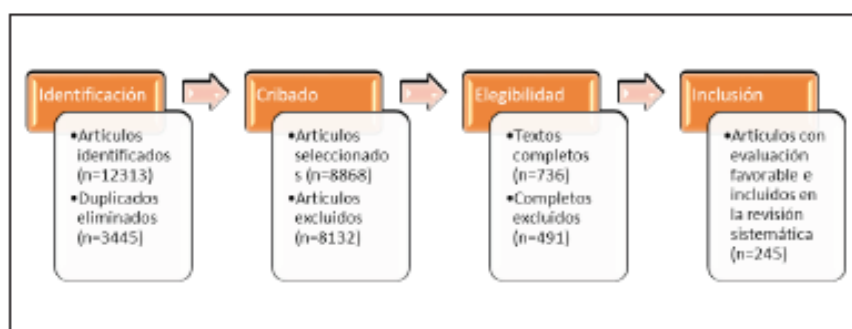 Identificación
•Artículos
identificados
(n=12313)
•Duplicados
eliminados
(n=3445)
Cribado
•Artículos
seleccionado
s (n=8868)
•Artículos
excluidos
(n=8132)
Elegibilidad
•Textos
completos
(n=736)
•Completos
excluídos
(n=491)
Inclusión
•Artículos con
evaluación
favorable e
incluidos en
la revisión
sistemática
(n=245)